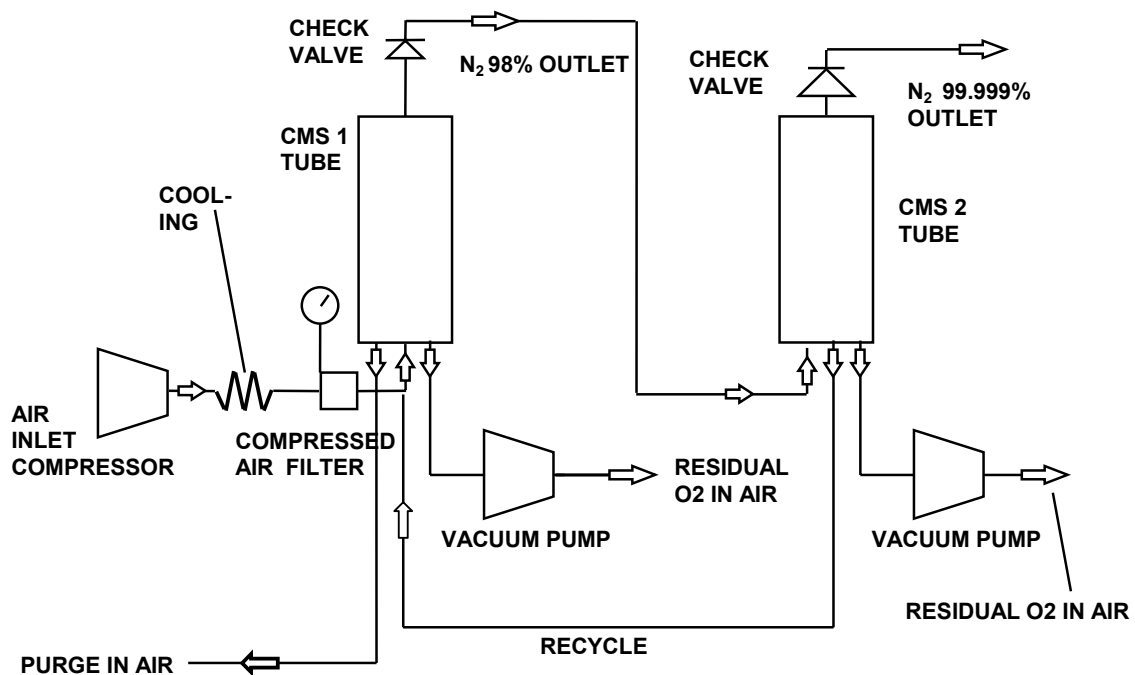 CHECK
VALVE
N₂ 98% OUTLET
CHECK
VALVE
N₂ 99.999%
OUTLET
CMS 1
TUBE
COOL-
ING
CMS 2
TUBE
AIR
INLET
COMPRESSOR
COMPRESSED
AIR FILTER
RESIDUAL
O2 IN AIR
VACUUM PUMP
VACUUM PUMP
RESIDUAL O2 IN AIR
RECYCLE
PURGE IN AIR